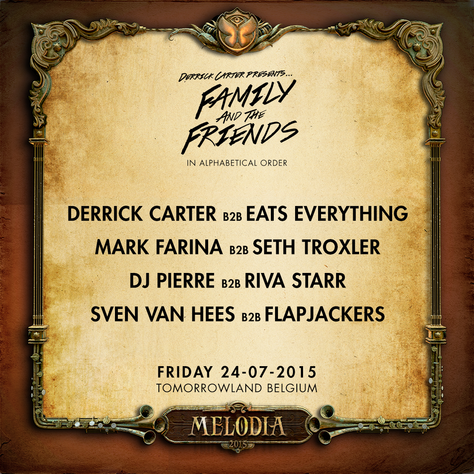 DERRICK CARTER PRESENTS...
FAMILY
AND THE
FRIENDS
IN ALPHABETICAL ORDER
DERRICK CARTER B2B EATS EVERYTHING
MARK FARINA B2B SETH TROXLER
DJ PIERRE B2B RIVA STARR
SVEN VAN HEES B2B FLAPJACKERS
FRIDAY 24-07-2015
TOMORROWLAND BELGIUM
MELODIA
2015